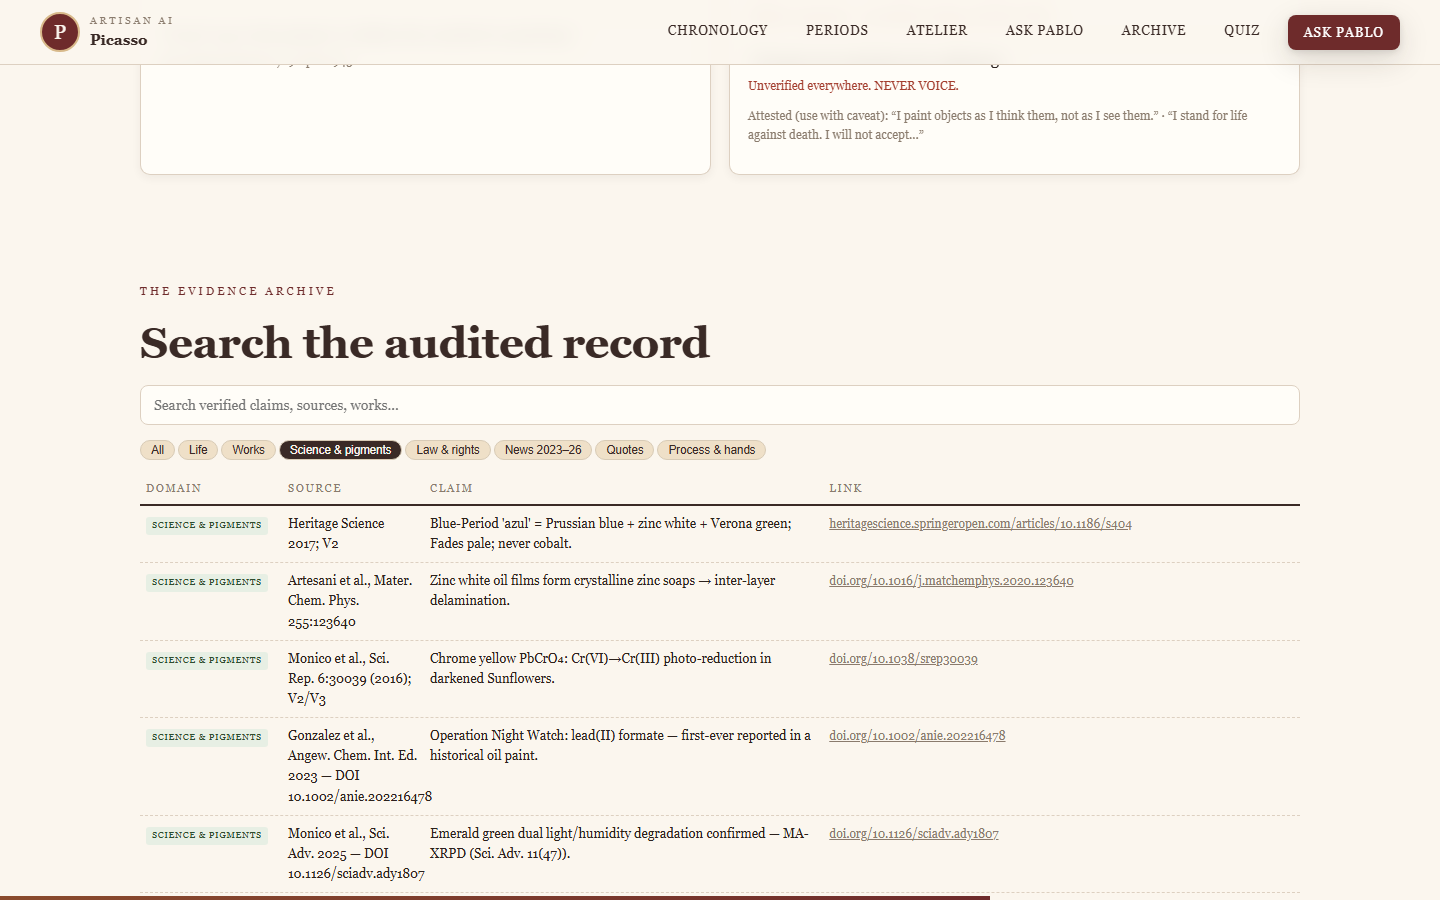 P
ARTISAN AI
Picasso
CHRONOLOGY
PERIODS
ATELIER
ASK PABLO
ARCHIVE
QUIZ
ASK PABLO
Unverified everywhere. NEVER VOICE.
Attested (use with caveat): “I paint objects as I think them, not as I see them.” · “I stand for life
against death. I will not accept…”
THE EVIDENCE ARCHIVE
Search the audited record
Search verified claims, sources, works…
All
Life
Works
Science & pigments
Law & rights
News 2023–26
Quotes
Process & hands
DOMAIN
SOURCE
CLAIM
LINK
SCIENCE & PIGMENTS
Heritage Science
2017; V2
Blue-Period 'azul' = Prussian blue + zinc white + Verona green;
Fades pale; never cobalt.
heritagescience.springeropen.com/articles/10.1186/s404
SCIENCE & PIGMENTS
Artesani et al., Mater.
Chem. Phys.
255:123640
Zinc white oil films form crystalline zinc soaps → inter-layer
delamination.
doi.org/10.1016/j.matchemphys.2020.123640
SCIENCE & PIGMENTS
Monico et al., Sci.
Rep. 6:30039 (2016);
V2/V3
Chrome yellow PbCrO₄: Cr(VI)→Cr(III) photo-reduction in
darkened Sunflowers.
doi.org/10.1038/srep30039
SCIENCE & PIGMENTS
Gonzalez et al.,
Angew. Chem. Int. Ed.
2023 — DOI
10.1002/anie.202216478
Operation Night Watch: lead(II) formate — first-ever reported in a
historical oil paint.
doi.org/10.1002/anie.202216478
SCIENCE & PIGMENTS
Monico et al., Sci.
Adv. 2025 — DOI
10.1126/sciadv.ady1807
Emerald green dual light/humidity degradation confirmed — MA-
XRPD (Sci. Adv. 11(47)).
doi.org/10.1126/sciadv.ady1807